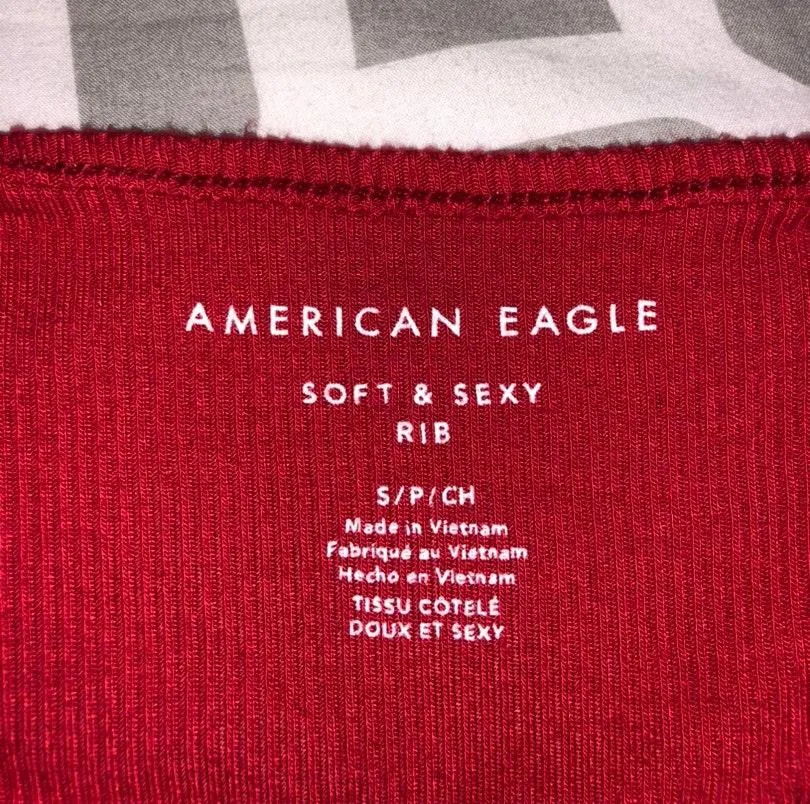 AMERICAN EAGLE
SOFT & SEXY
RIB
S/P/CH
Made in Vietnam
Fabriqué au Vietnam
Hecho en Vietnam
TISSU CÔTELÉ
DOUX ET SEXY